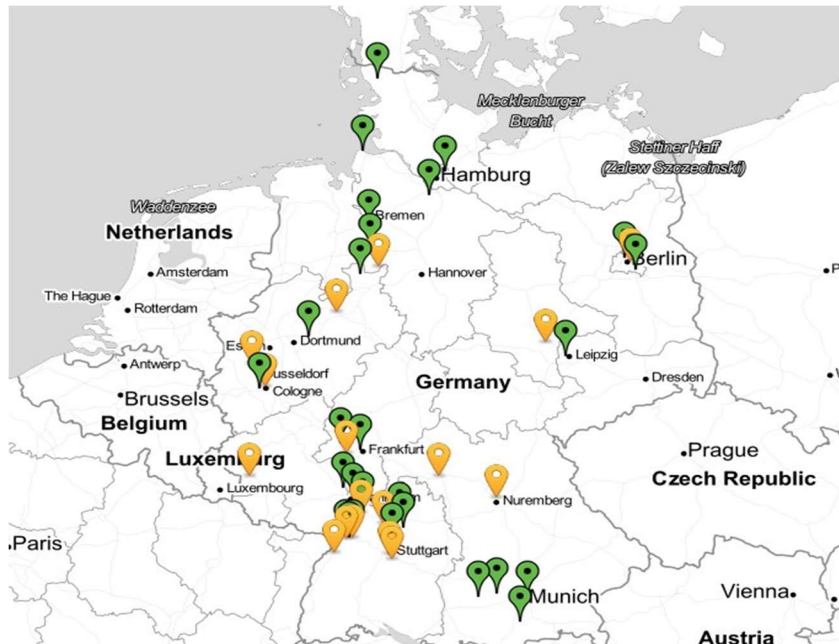 Mecklenburger
Bucht
Stettiner Haff
(Zalew Szczecinski)
Hamburg
Waddenzee
Bremen
Netherlands
Berlin
Amsterdam
Hannover
The Hague
Rotterdam
Dortmund
Leipzig
Antwerp
Dresden
Germany
Cologne
Brussels
Belgium
Frankfurt
Prague
Luxemburg
Czech Republic
Luxembourg
Nuremberg
Paris
Stuttgart
Munich
Vienna
Austria